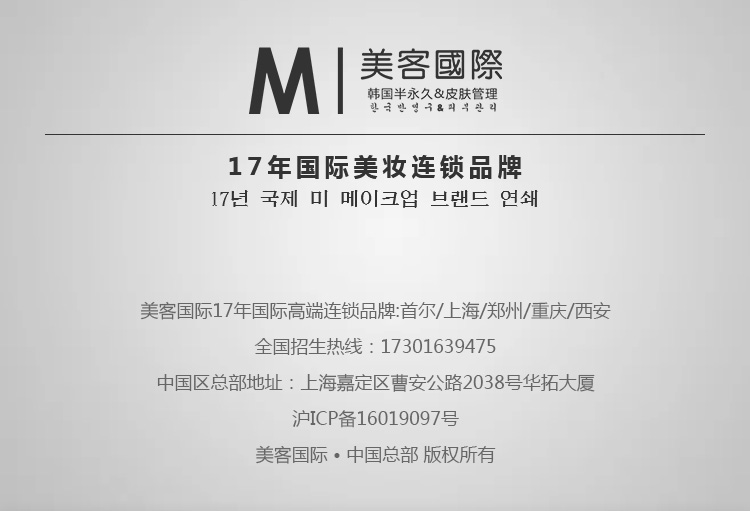 M 美客國際
韩国半永久&皮肤管理
한국반영구&피부관리
17年国际美妆连锁品牌
17년 국제 미 메이크업 브랜드 연쇄
美客国际17年国际高端连锁品牌:首尔/上海/郑州/重庆/西安
全国招生热线：17301639475
中国区总部地址：上海嘉定区曹安公路2038号华拓大厦
沪ICP备16019097号
美客国际 • 中国总部 版权所有